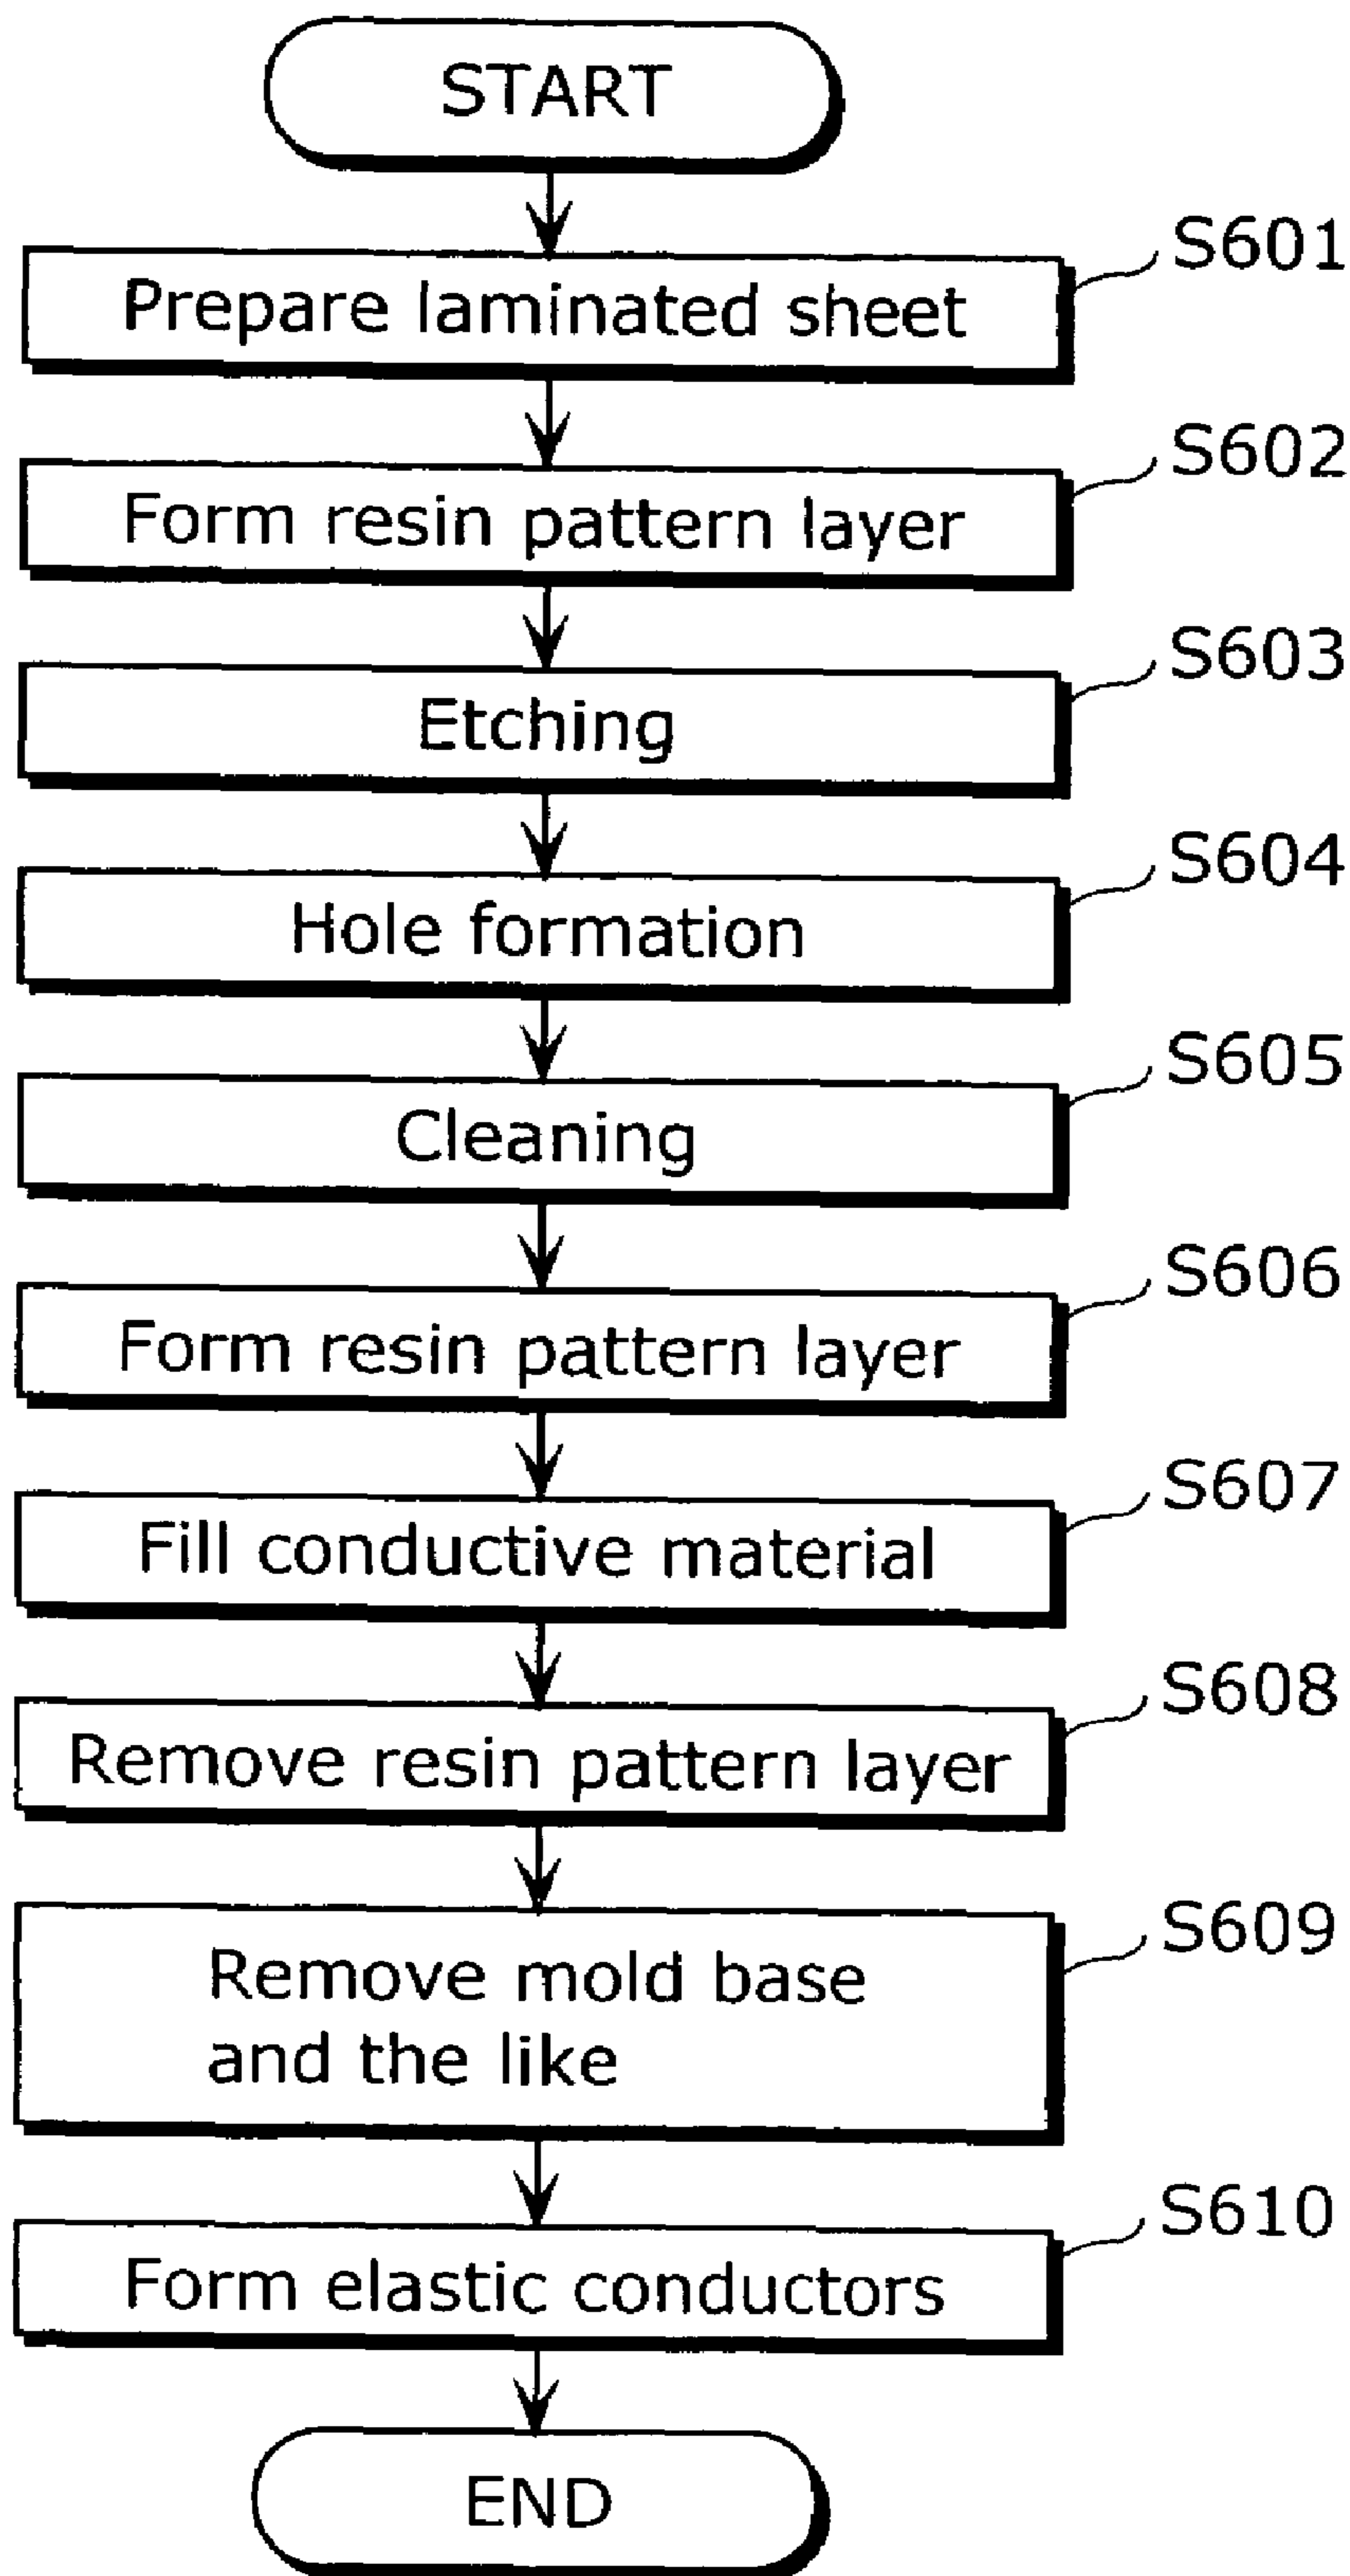 START
S601
Prepare laminated sheet
S602
Form resin pattern layer
S603
Etching
S604
Hole formation
S605
Cleaning
S606
Form resin pattern layer
S607
Fill conductive material
S608
Remove resin pattern layer
S609
Remove mold base
and the like
S610
Form elastic conductors
END